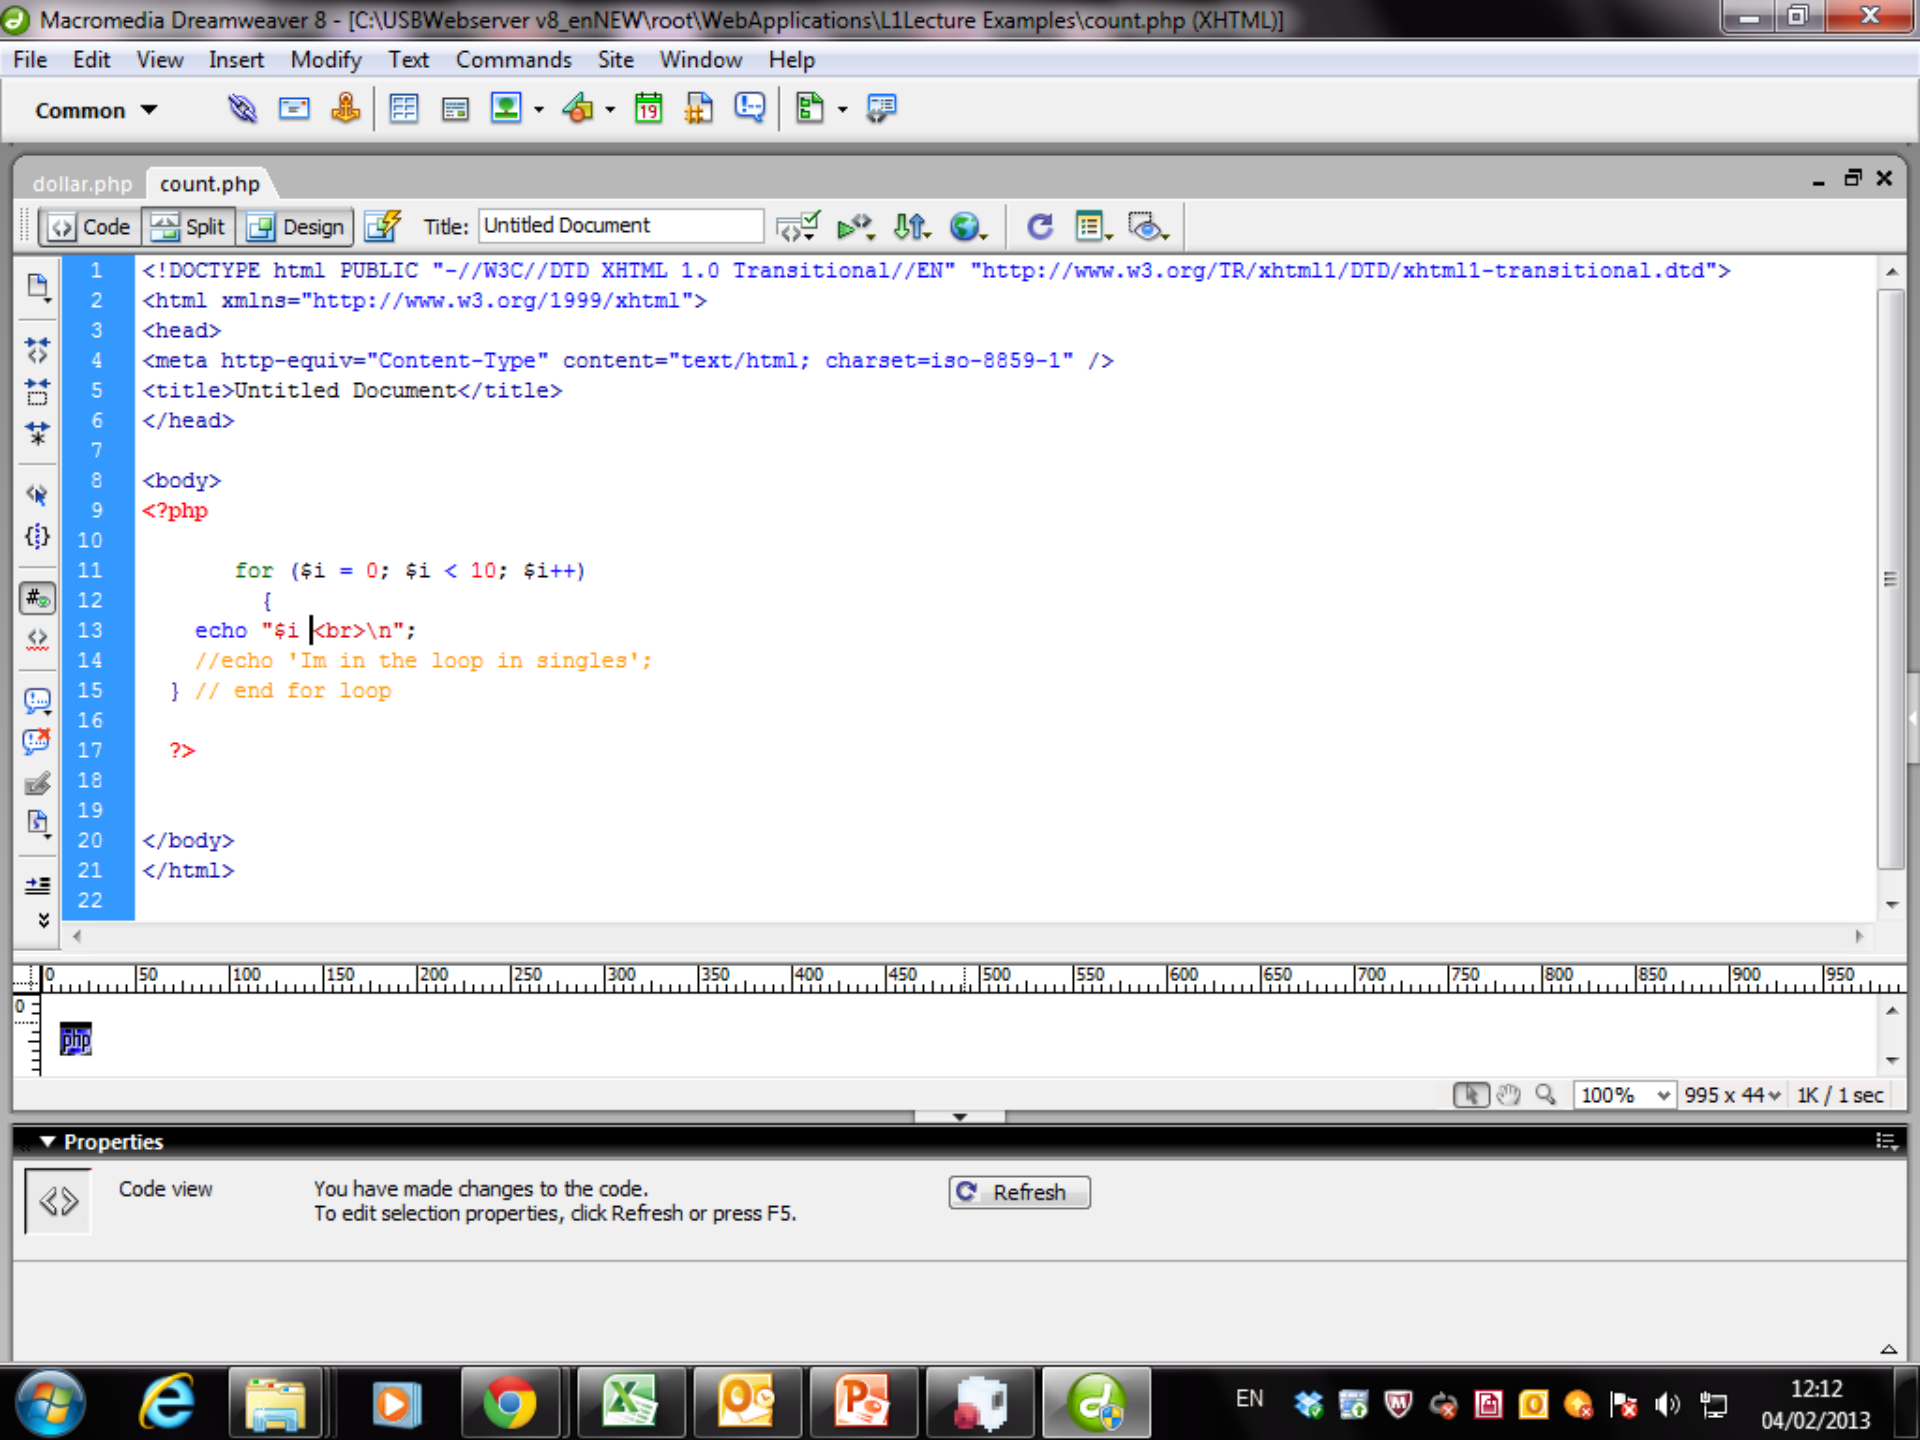 Macromedia Dreamweaver 8 - [C:\USBWebserver v8_enNEW\root\WebApplications\L1Lecture Examples\count.php (XHTML)]
File Edit View Insert Modify Text Commands Site Window Help
Common
19
dollar.php count.php
Code Split Design Title: Untitled Document
1 <!DOCTYPE html PUBLIC "-//W3C//DTD XHTML 1.0 Transitional//EN" "http://www.w3.org/TR/xhtml1/DTD/xhtml1-transitional.dtd">
2 <html xmlns="http://www.w3.org/1999/xhtml">
3 <head>
4 <meta http-equiv="Content-Type" content="text/html; charset=iso-8859-1" />
5 <title>Untitled Document</title>
6 </head>
7
8 <body>
9 <?php
10
11 for ($i = 0; $i < 10; $i++)
12 {
13 echo "$i <br>\n";
14 //echo 'Im in the loop in singles';
15 } // end for loop
16
17 ?>
18
19
20 </body>
21 </html>
22
0 50 100 150 200 250 300 350 400 450 500 550 600 650 700 750 800 850 900 950
0
php
100% 995 x 44 1K / 1 sec
Properties
Code view You have made changes to the code. Refresh
To edit selection properties, click Refresh or press F5.
EN 12:12
04/02/2013